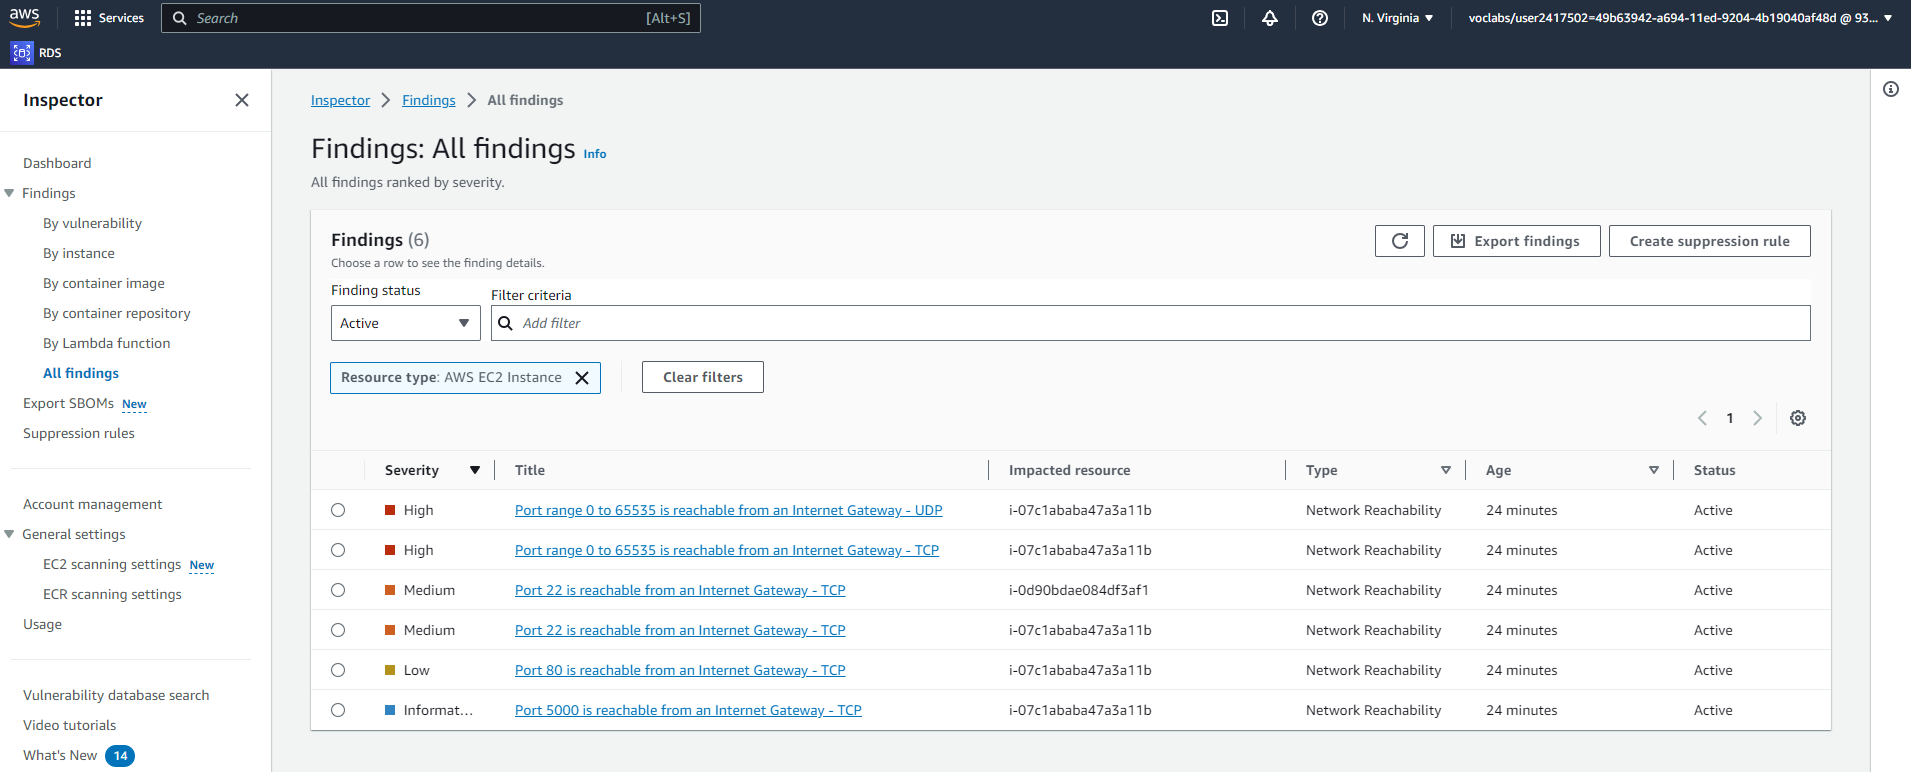 aws
Services
Search
[Alt+S]
N. Virginia
voclabs/user2417502=49b63942-a694-11ed-9204-4b19040af48d @ 93...
RDS
Inspector
Dashboard
Findings
By vulnerability
By instance
By container image
By container repository
By Lambda function
All findings
Export SBOMs New
Suppression rules
Account management
General settings
EC2 scanning settings New
ECR scanning settings
Usage
Vulnerability database search
Video tutorials
What's New 14
Inspector Findings All findings
Findings: All findings Info
All findings ranked by severity.
Findings (6)
Choose a row to see the finding details.
Export findings
Create suppression rule
Finding status
Filter criteria
Active
Add filter
Resource type: AWS EC2 Instance
Clear filters
1
Severity Title Impacted resource Type Age Status
High Port range 0 to 65535 is reachable from an Internet Gateway - UDP i-07c1ababa47a3a11b Network Reachability 24 minutes Active
High Port range 0 to 65535 is reachable from an Internet Gateway - TCP i-07c1ababa47a3a11b Network Reachability 24 minutes Active
Medium Port 22 is reachable from an Internet Gateway - TCP i-0d90bdae084df3af1 Network Reachability 24 minutes Active
Medium Port 22 is reachable from an Internet Gateway - TCP i-07c1ababa47a3a11b Network Reachability 24 minutes Active
Low Port 80 is reachable from an Internet Gateway - TCP i-07c1ababa47a3a11b Network Reachability 24 minutes Active
Informat... Port 5000 is reachable from an Internet Gateway - TCP i-07c1ababa47a3a11b Network Reachability 24 minutes Active